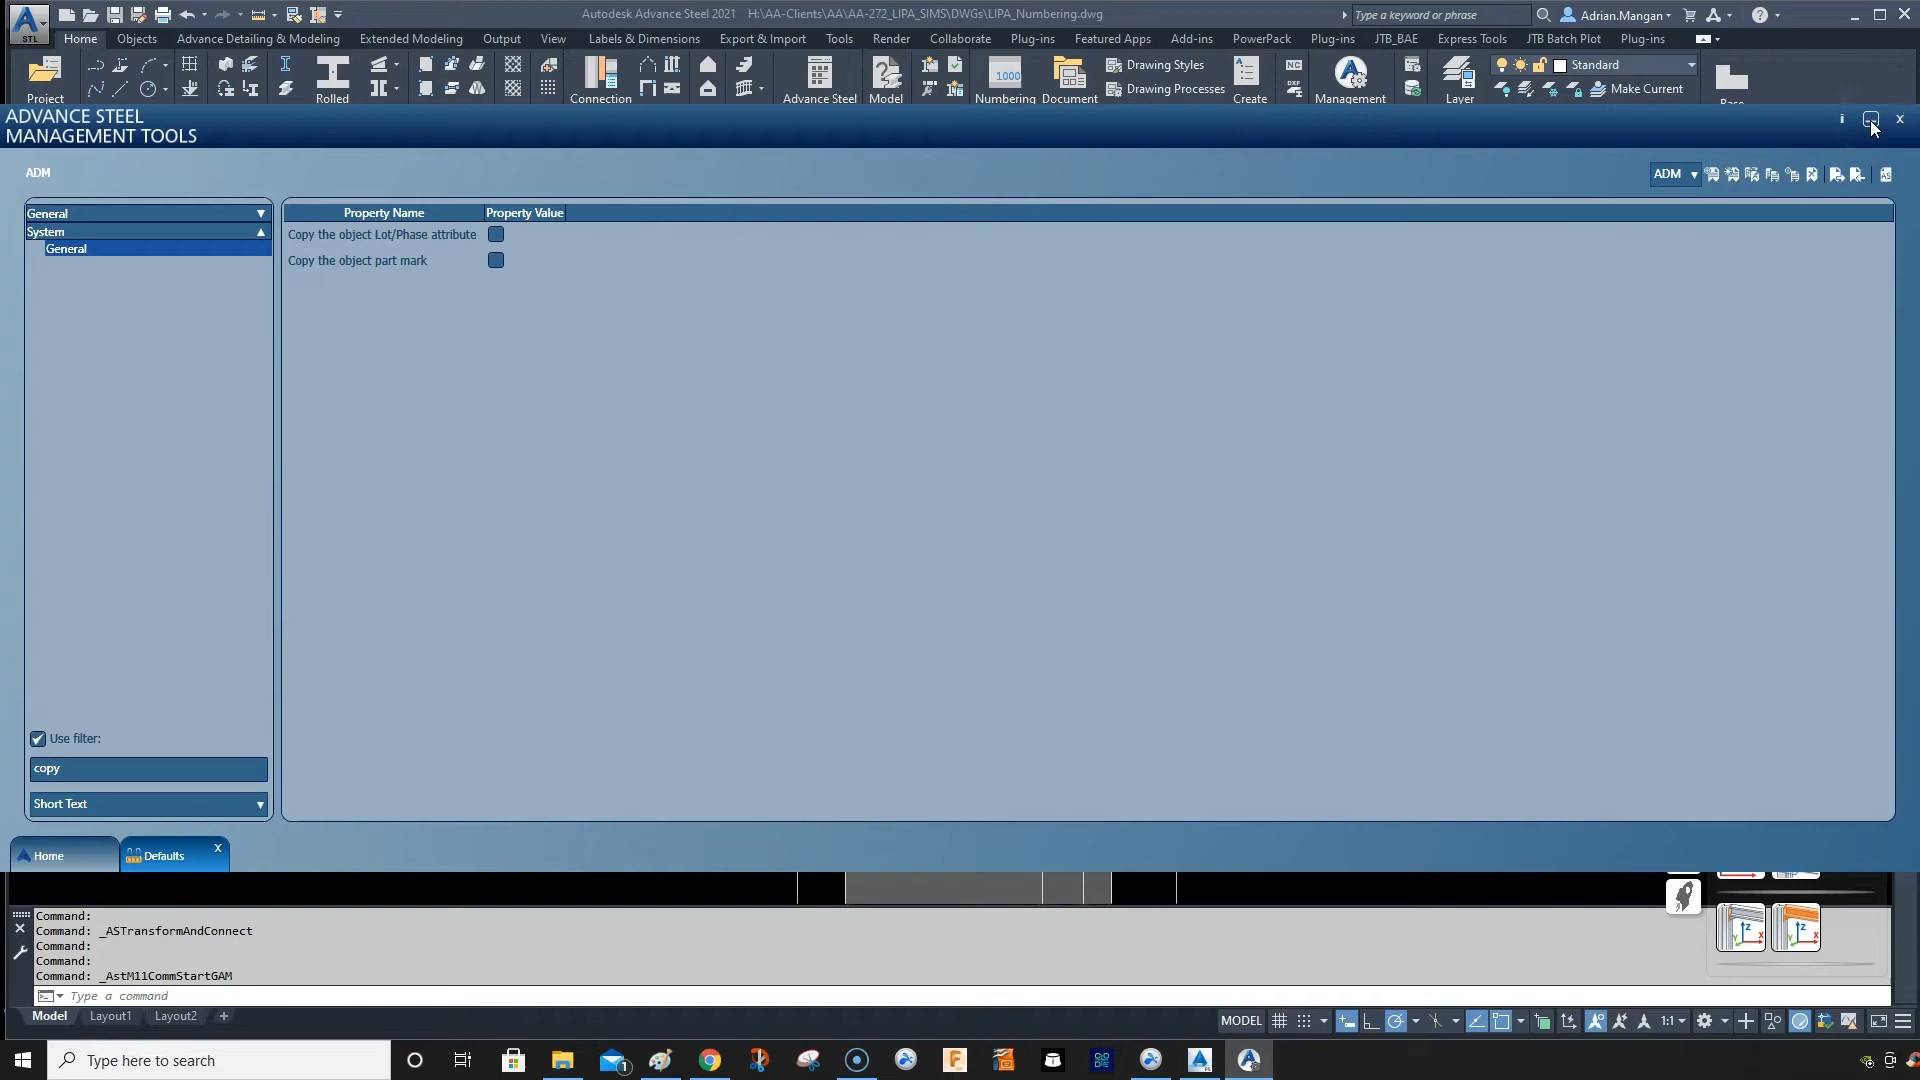 Autodesk Advance Steel 2021 H:\AA-Clients\AA\AA-272_LIPA_SIMS\DWGs\LIPA_Numbering.dwg
Type a keyword or phrase
Adrian.Mangan
STL
Home Objects Advance Detailing & Modeling Extended Modeling Output View Labels & Dimensions Export & Import Tools Render Collaborate Plug-ins Featured Apps Add-ins PowerPack Plug-ins JTB_BAE Express Tools JTB Batch Plot Plug-ins
Drawing Styles
NC
Standard
1000
Drawing Processes
DXF
Make Current
Project Rolled Connection Advance Steel Model Numbering Document Create Management Layer
ADVANCE STEEL
MANAGEMENT TOOLS
i
x
ADM
ADM
General
Property Name Property Value
System
Copy the object Lot/Phase attribute
General
Copy the object part mark
Use filter:
copy
Short Text
Home Defaults x
Command:
Command: _ASTransformAndConnect
Command:
Command:
Command: _AstM11CommStartGAM
Type a command
Model Layout1 Layout2 +
MODEL
1:1
Type here to search